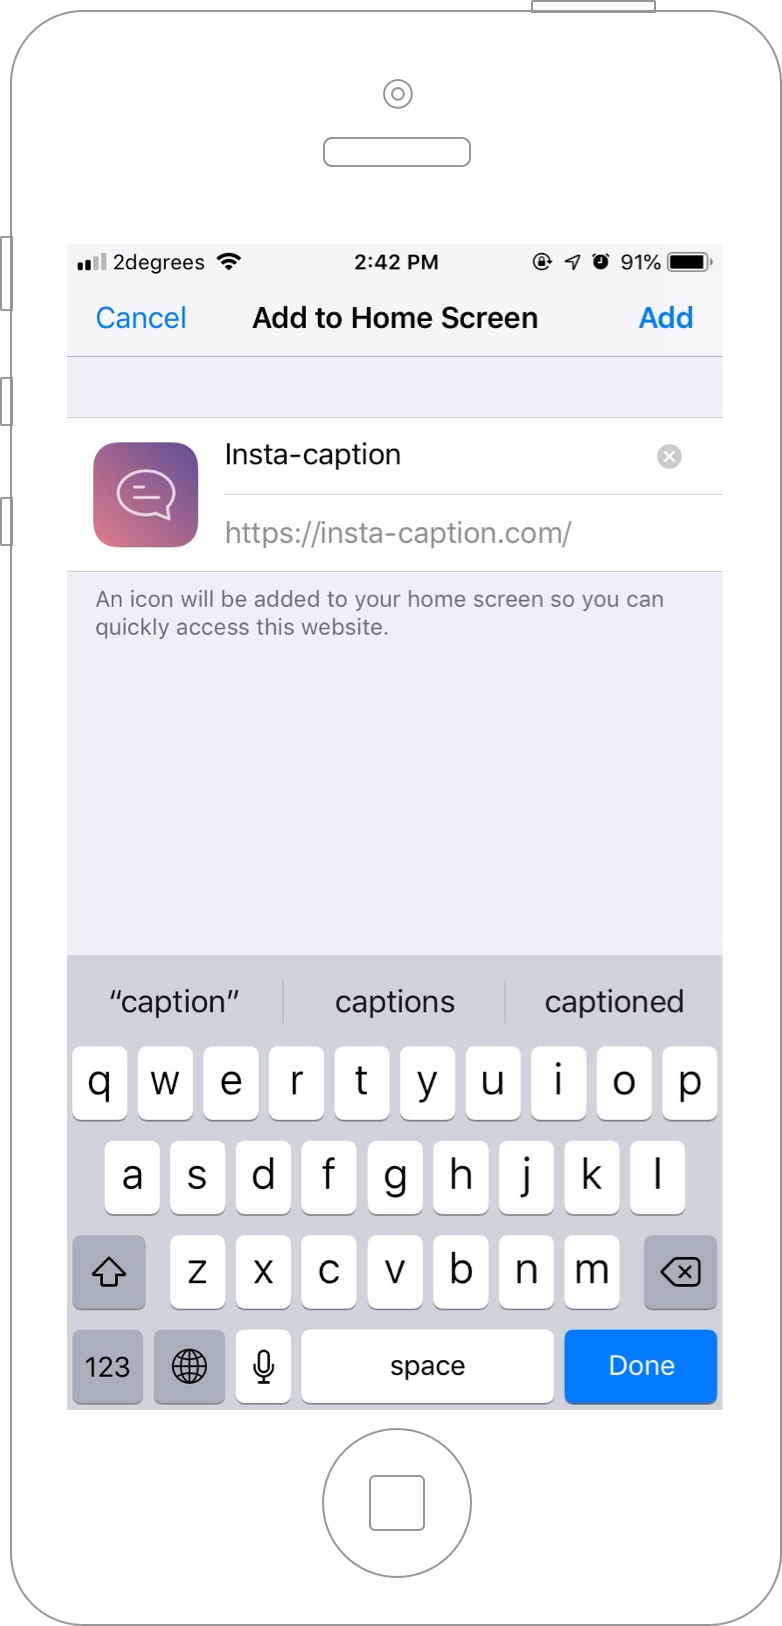 2degrees 2:42 PM 91%
Cancel Add to Home Screen Add
Insta-caption
https://insta-caption.com/
An icon will be added to your home screen so you can
quickly access this website.
“caption” captions captioned
q w e r t y u i o p
a s d f g h j k l
z x c v b n m
123 space Done